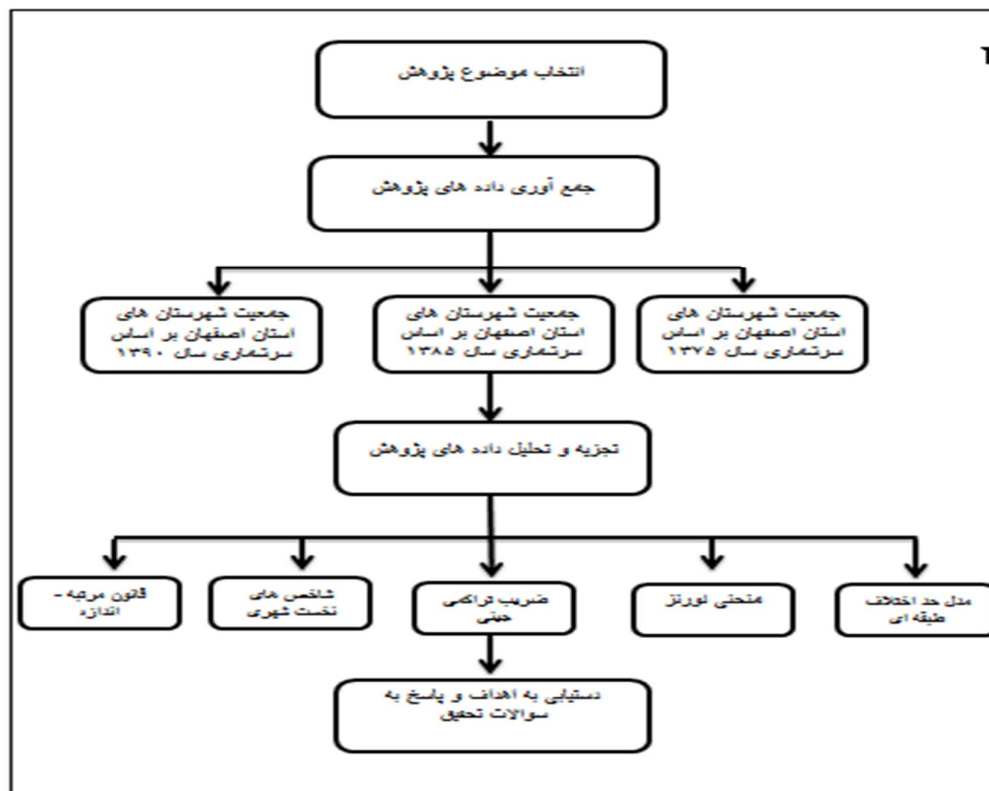 انتخاب موضوع پژوهش
جمع آوری داده های پژوهش
جمعیت شهرستان های
استان اصفهان بر اساس
سرشماری سال ۱۳۷۵
جمعیت شهرستان های
استان اصفهان بر اساس
سرشماری سال ۱۳۸۵
جمعیت شهرستان های
استان اصفهان بر اساس
سرشماری سال ۱۳۹۰
تجزیه و تحلیل داده های پژوهش
مدل حد اختلاف
طبقه ای
منحنی لورنز
ضریب تراکمی
جینی
شاخص های
نخست شهری
قانون مرتبه –
اندازه
دستیابی به اهداف و پاسخ به
سوالات تحقیق